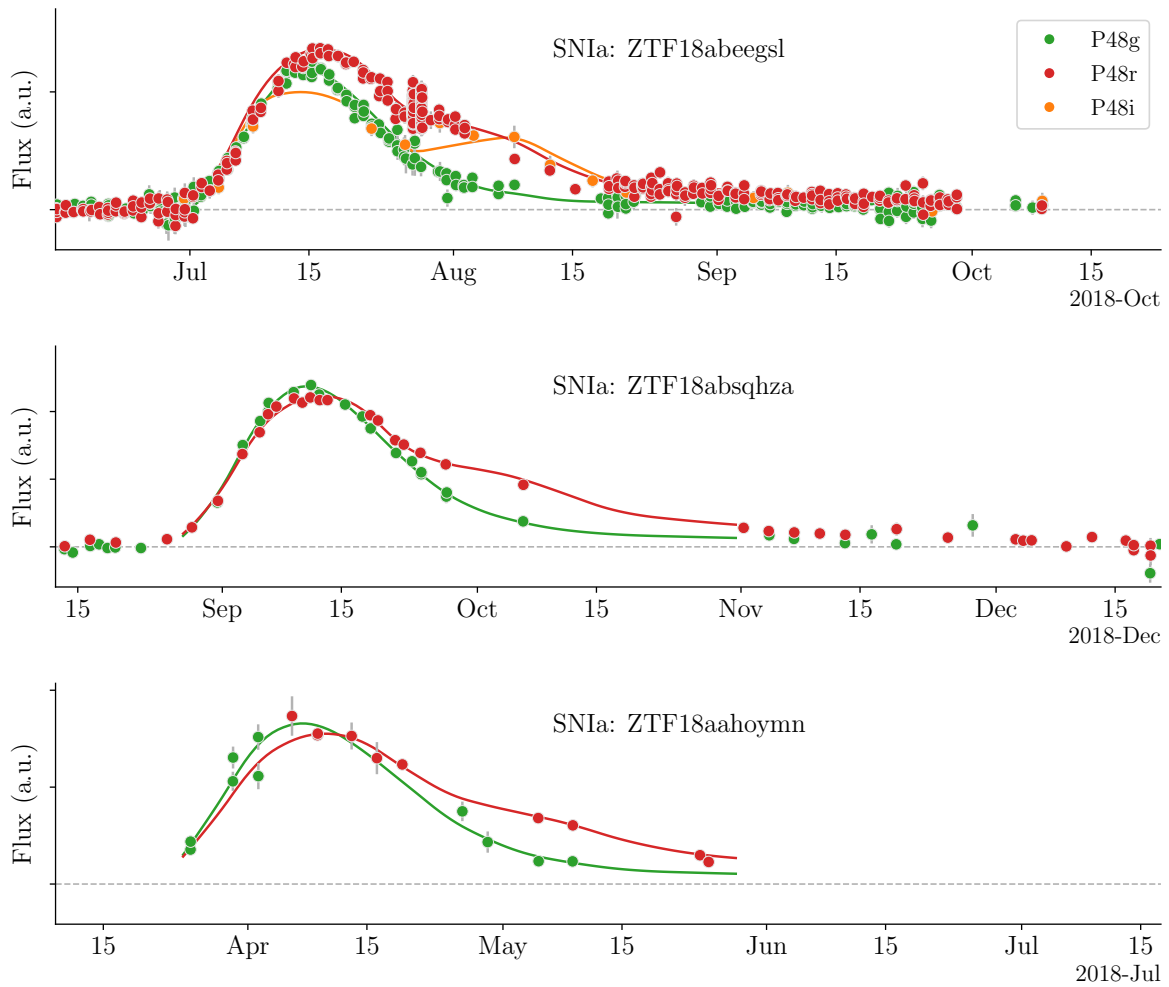 SNIa: ZTF18abeegsl
P48g
P48r
P48i
Flux (a.u.)
Jul 15 Aug 15 Sep 15 Oct 15
2018-Oct
SNIa: ZTF18absqhza
Flux (a.u.)
15 Sep 15 Oct 15 Nov 15 Dec 15
2018-Dec
SNIa: ZTF18aahoymn
Flux (a.u.)
15 Apr 15 May 15 Jun 15 Jul 15
2018-Jul